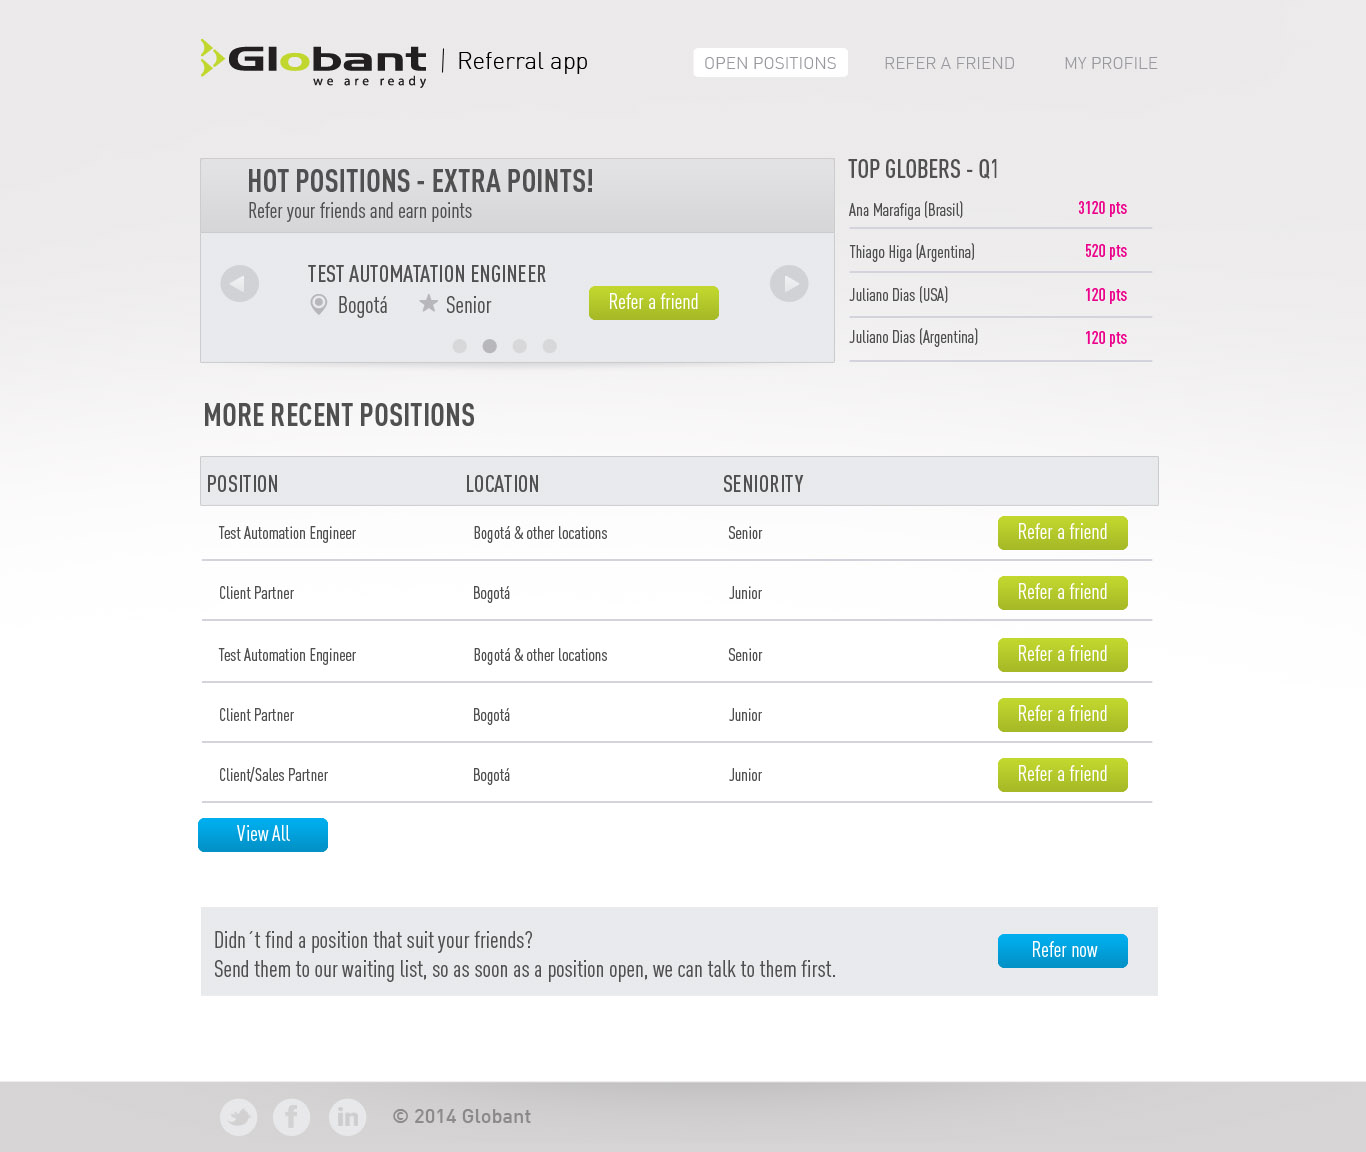 Globant
we are ready
Referral app
OPEN POSITIONS
REFER A FRIEND
MY PROFILE
HOT POSITIONS - EXTRA POINTS!
Refer your friends and earn points
TEST AUTOMATATION ENGINEER
Bogotá
Senior
Refer a friend
TOP GLOBERS - Q1
Ana Marafiga (Brasil) 3120 pts
Thiago Higa (Argentina) 520 pts
Juliano Dias (USA) 120 pts
Juliano Dias (Argentina) 120 pts
MORE RECENT POSITIONS
POSITION LOCATION SENIORITY
Test Automation Engineer Bogotá & other locations Senior Refer a friend
Client Partner Bogotá Junior Refer a friend
Test Automation Engineer Bogotá & other locations Senior Refer a friend
Client Partner Bogotá Junior Refer a friend
Client/Sales Partner Bogotá Junior Refer a friend
View All
Didn´t find a position that suit your friends?
Send them to our waiting list, so as soon as a position open, we can talk to them first.
Refer now
f
in
© 2014 Globant